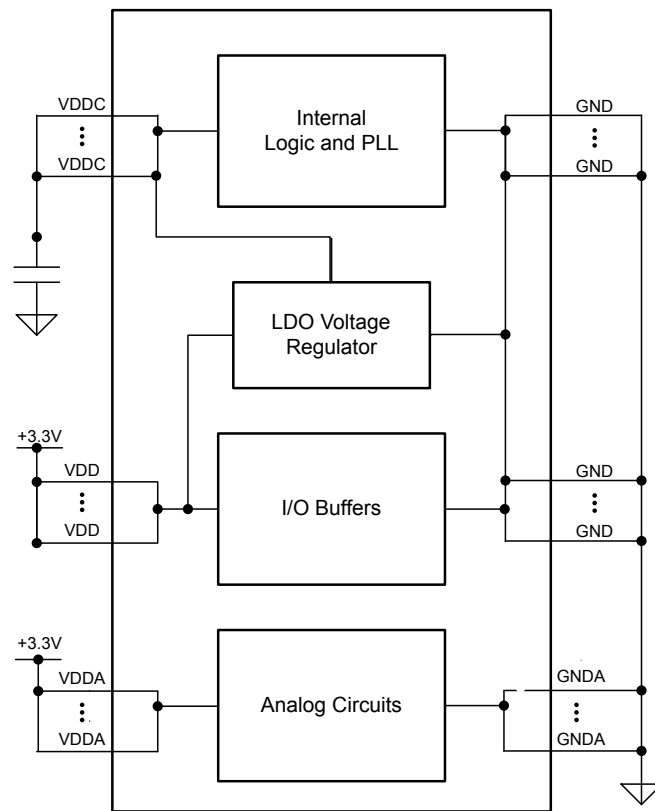 VDDC
VDDC
Internal
Logic and PLL
GND
GND
LDO Voltage
Regulator
+3.3V
VDD
VDD
I/O Buffers
GND
GND
+3.3V
VDDA
VDDA
Analog Circuits
GNDA
GNDA